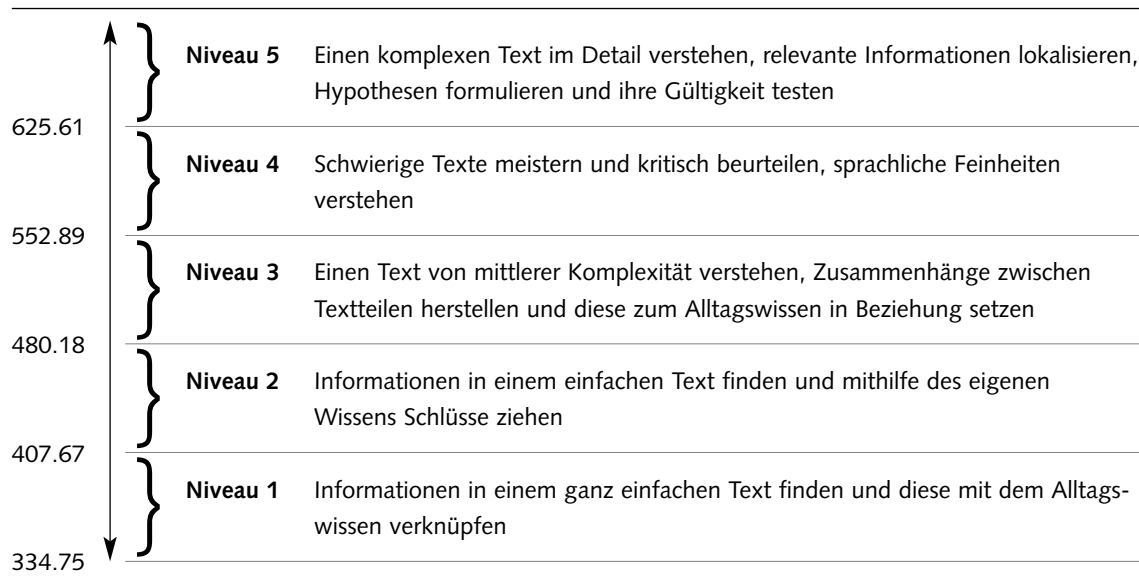 Niveau 5 Einen komplexen Text im Detail verstehen, relevante Informationen lokalisieren,
Hypothesen formulieren und ihre Gültigkeit testen
625.61
Niveau 4 Schwierige Texte meistern und kritisch beurteilen, sprachliche Feinheiten
verstehen
552.89
Niveau 3 Einen Text von mittlerer Komplexität verstehen, Zusammenhänge zwischen
Textteilen herstellen und diese zum Alltagswissen in Beziehung setzen
480.18
Niveau 2 Informationen in einem einfachen Text finden und mithilfe des eigenen
Wissens Schlüsse ziehen
407.67
Niveau 1 Informationen in einem ganz einfachen Text finden und diese mit dem Alltags-
wissen verknüpfen
334.75